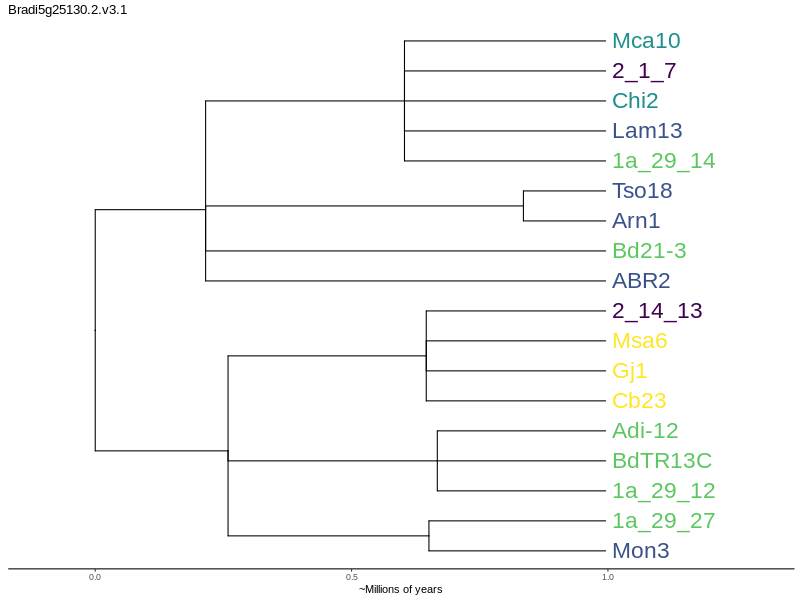 Bradi5g25130.2.v3.1
Mca10
2_1_7
Chi2
Lam13
1a_29_14
Tso18
Arn1
Bd21-3
ABR2
2_14_13
Msa6
Gj1
Cb23
Adi-12
BdTR13C
1a_29_12
1a_29_27
Mon3
0.0 0.5 1.0
~Millions of years